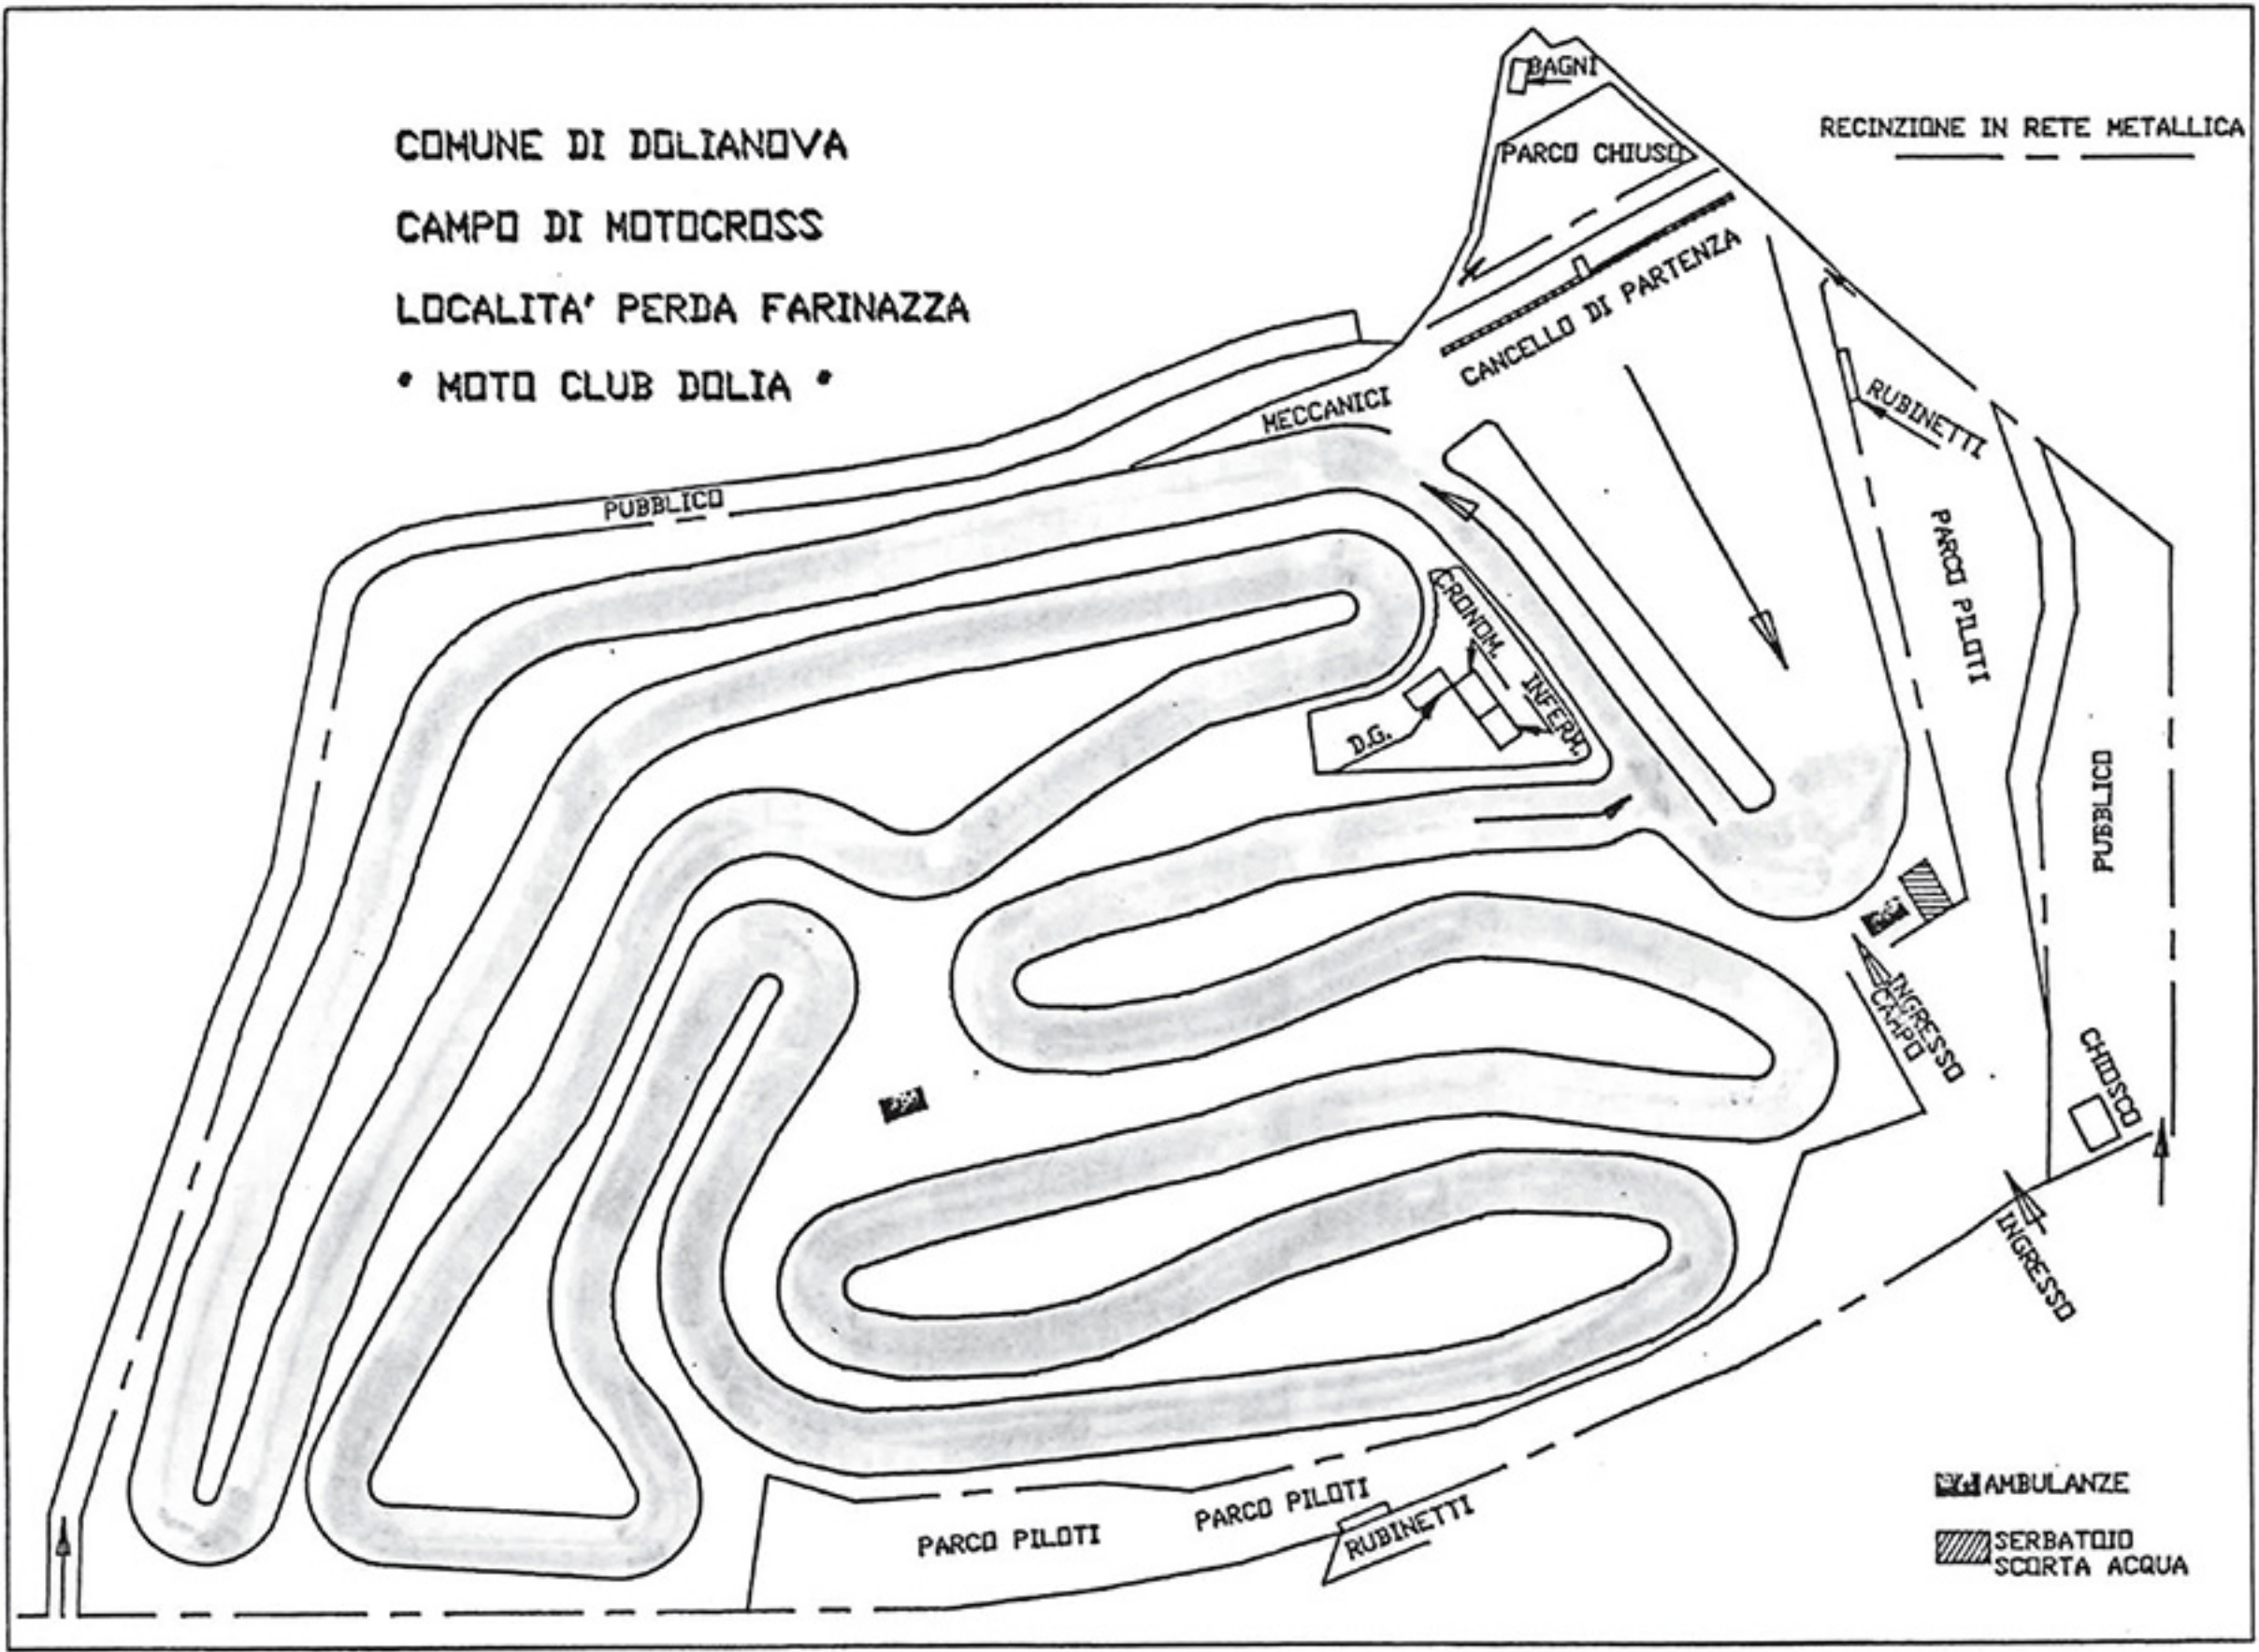 COMUNE DI DOLIANOVA
CAMPO DI MOTOCROSS
LOCALITA' PERDA FARINAZZA
" MOTO CLUB DOLIA "
BAGNI
PARCO CHIUSO
RECINZIONE IN RETE METALLICA
CANCELLO DI PARTENZA
MECCANICI
RUBINETTI
PUBBLICO
PARCO PILOTI
CRONOM.
INFERM.
D.G.
PUBBLICO
INGRESSO
CAMPO
CHIOSCO
INGRESSO
PARCO PILOTI
PARCO PILOTI
RUBINETTI
AMBULANZE
SERBATOIO
SCORTA ACQUA